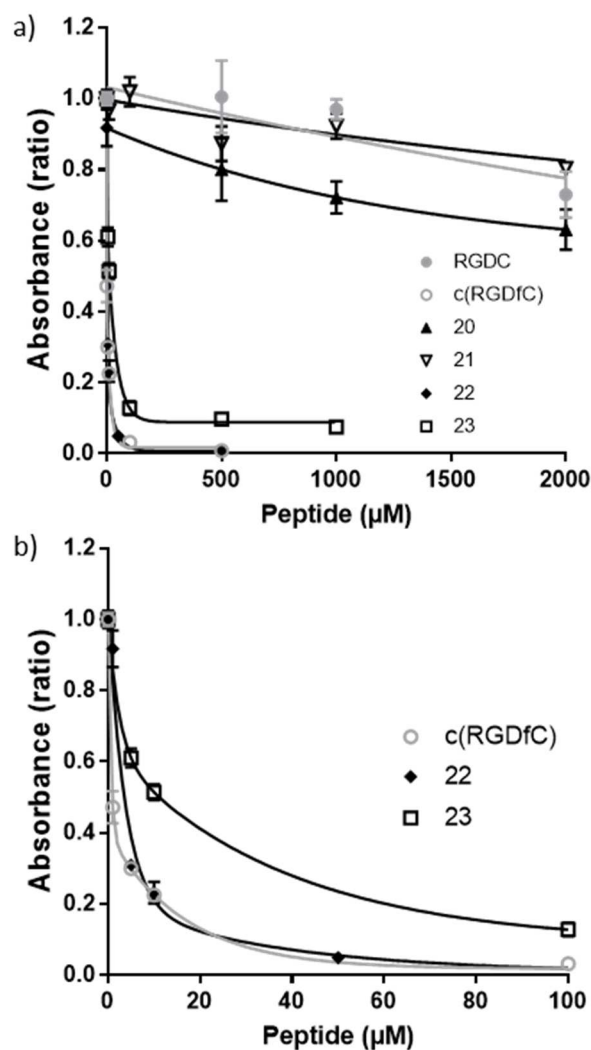 a)
1.2
1.0
0.8
0.6
0.4
0.2
0.0
Absorbance (ratio)
RGDC
c(RGDfC)
20
21
22
23
0 500 1000 1500 2000
Peptide (µM)
b)
1.2
1.0
0.8
0.6
0.4
0.2
0.0
Absorbance (ratio)
c(RGDfC)
22
23
0 20 40 60 80 100
Peptide (µM)